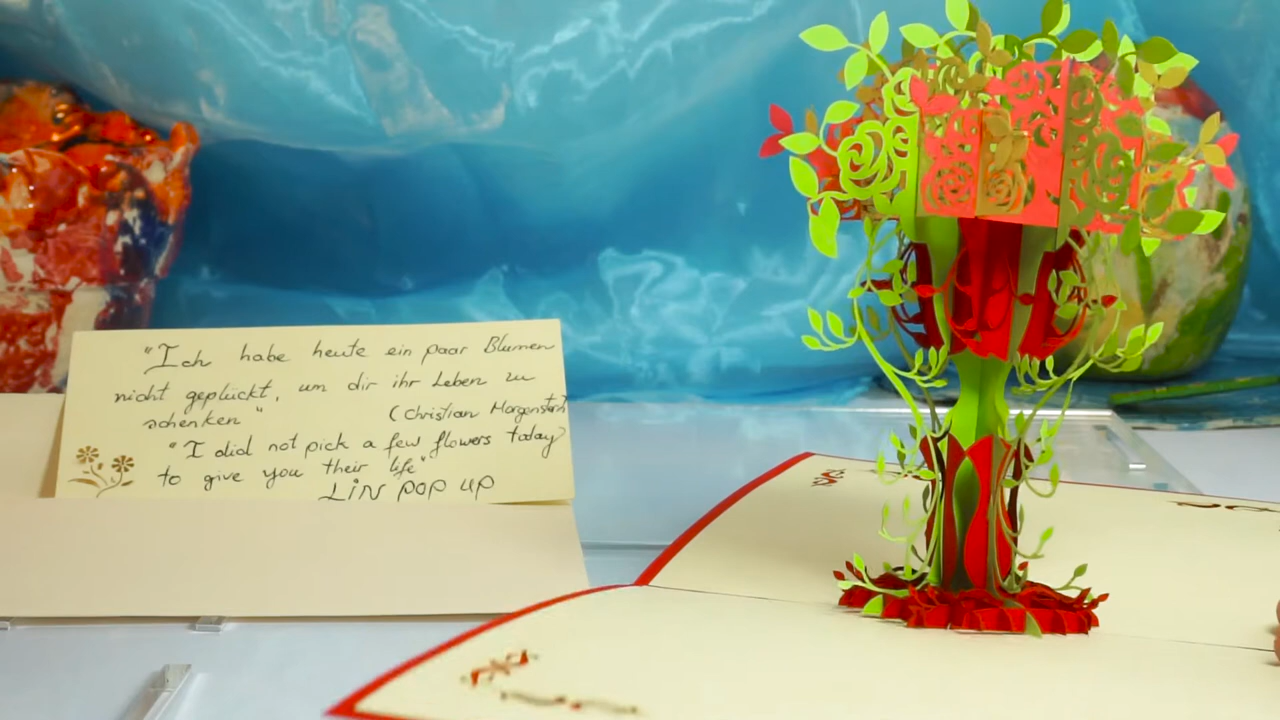 "Ich habe heute ein paar Blumen
nicht gepflückt, um dir ihr Leben zu
schenken" (Christian Morgenstern
"I did not pick a few flowers today
to give you their life"
LiN POP UP